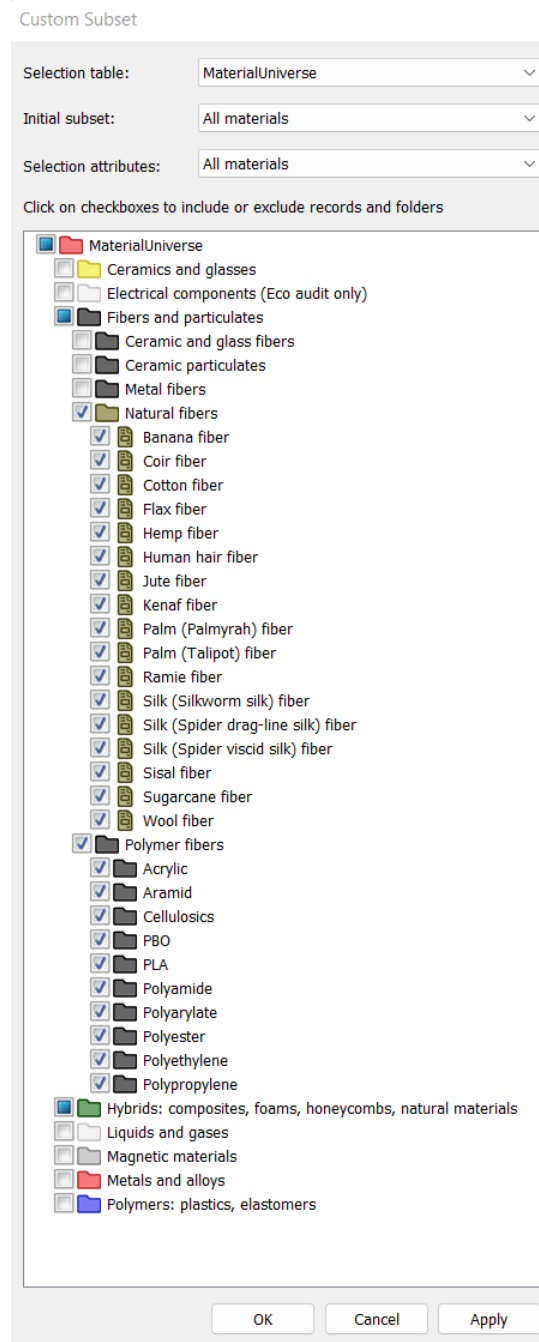 Custom Subset
Selection table: MaterialUniverse
Initial subset: All materials
Selection attributes: All materials
Click on checkboxes to include or exclude records and folders
MaterialUniverse
Ceramics and glasses
Electrical components (Eco audit only)
Fibers and particulates
Ceramic and glass fibers
Ceramic particulates
Metal fibers
Natural fibers
Banana fiber
Coir fiber
Cotton fiber
Flax fiber
Hemp fiber
Human hair fiber
Jute fiber
Kenaf fiber
Palm (Palmyrah) fiber
Palm (Talipot) fiber
Ramie fiber
Silk (Silkworm silk) fiber
Silk (Spider drag-line silk) fiber
Silk (Spider viscid silk) fiber
Sisal fiber
Sugarcane fiber
Wool fiber
Polymer fibers
Acrylic
Aramid
Cellulosics
PBO
PLA
Polyamide
Polyarylate
Polyester
Polyethylene
Polypropylene
Hybrids: composites, foams, honeycombs, natural materials
Liquids and gases
Magnetic materials
Metals and alloys
Polymers: plastics, elastomers
OK Cancel Apply